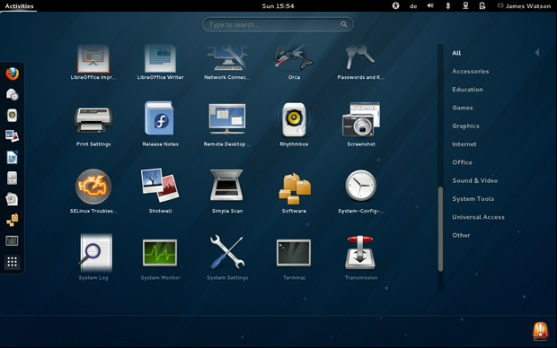 Activities
Sun 15:54
de
James Watson
Type to search...
LibreOffice Impr...
LibreOffice Writer
Network Connec...
Orca
Passwords and K...
Print Settings
Release Notes
Remote Desktop ...
Rhythmbox
Screenshot
SELinux Troubles...
Shotwell
Simple Scan
Software
System-Config-...
System Log
System Monitor
System Settings
Terminal
Transmission
All
Accessories
Education
Games
Graphics
Internet
Office
Sound & Video
System Tools
Universal Access
Other